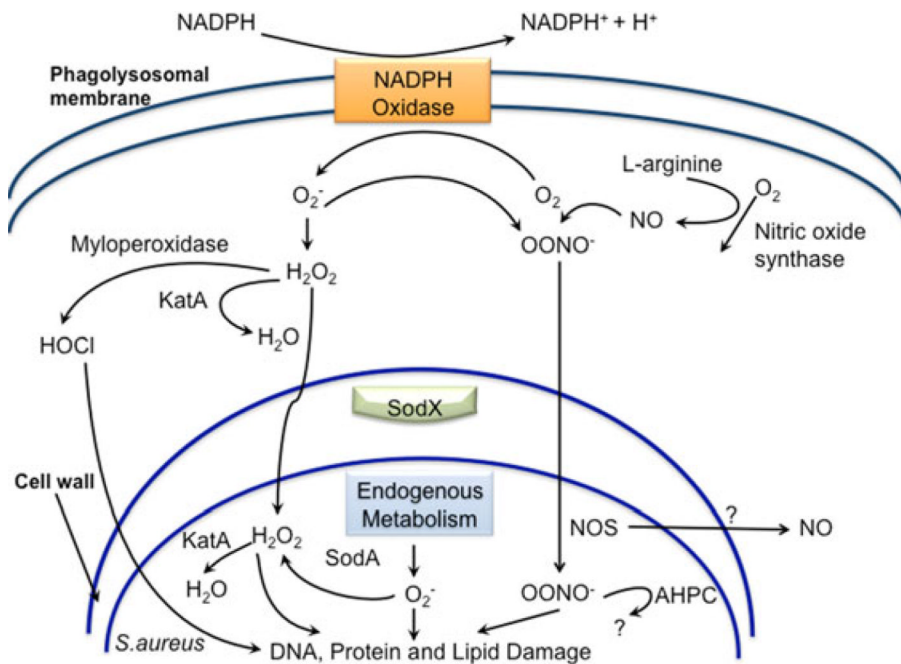 NADPH
NADPH⁺ + H⁺
Phagolysosomal
membrane
NADPH
Oxidase
O₂⁻
O₂
L-arginine
O₂
NO
Nitric oxide
synthase
OONO⁻
Myloperoxidase
H₂O₂
KatA
H₂O
HOCl
SodX
Cell wall
Endogenous
Metabolism
NOS
?
NO
KatA
H₂O₂
SodA
H₂O
O₂⁻
OONO⁻
AHPC
?
S.aureus
DNA, Protein and Lipid Damage